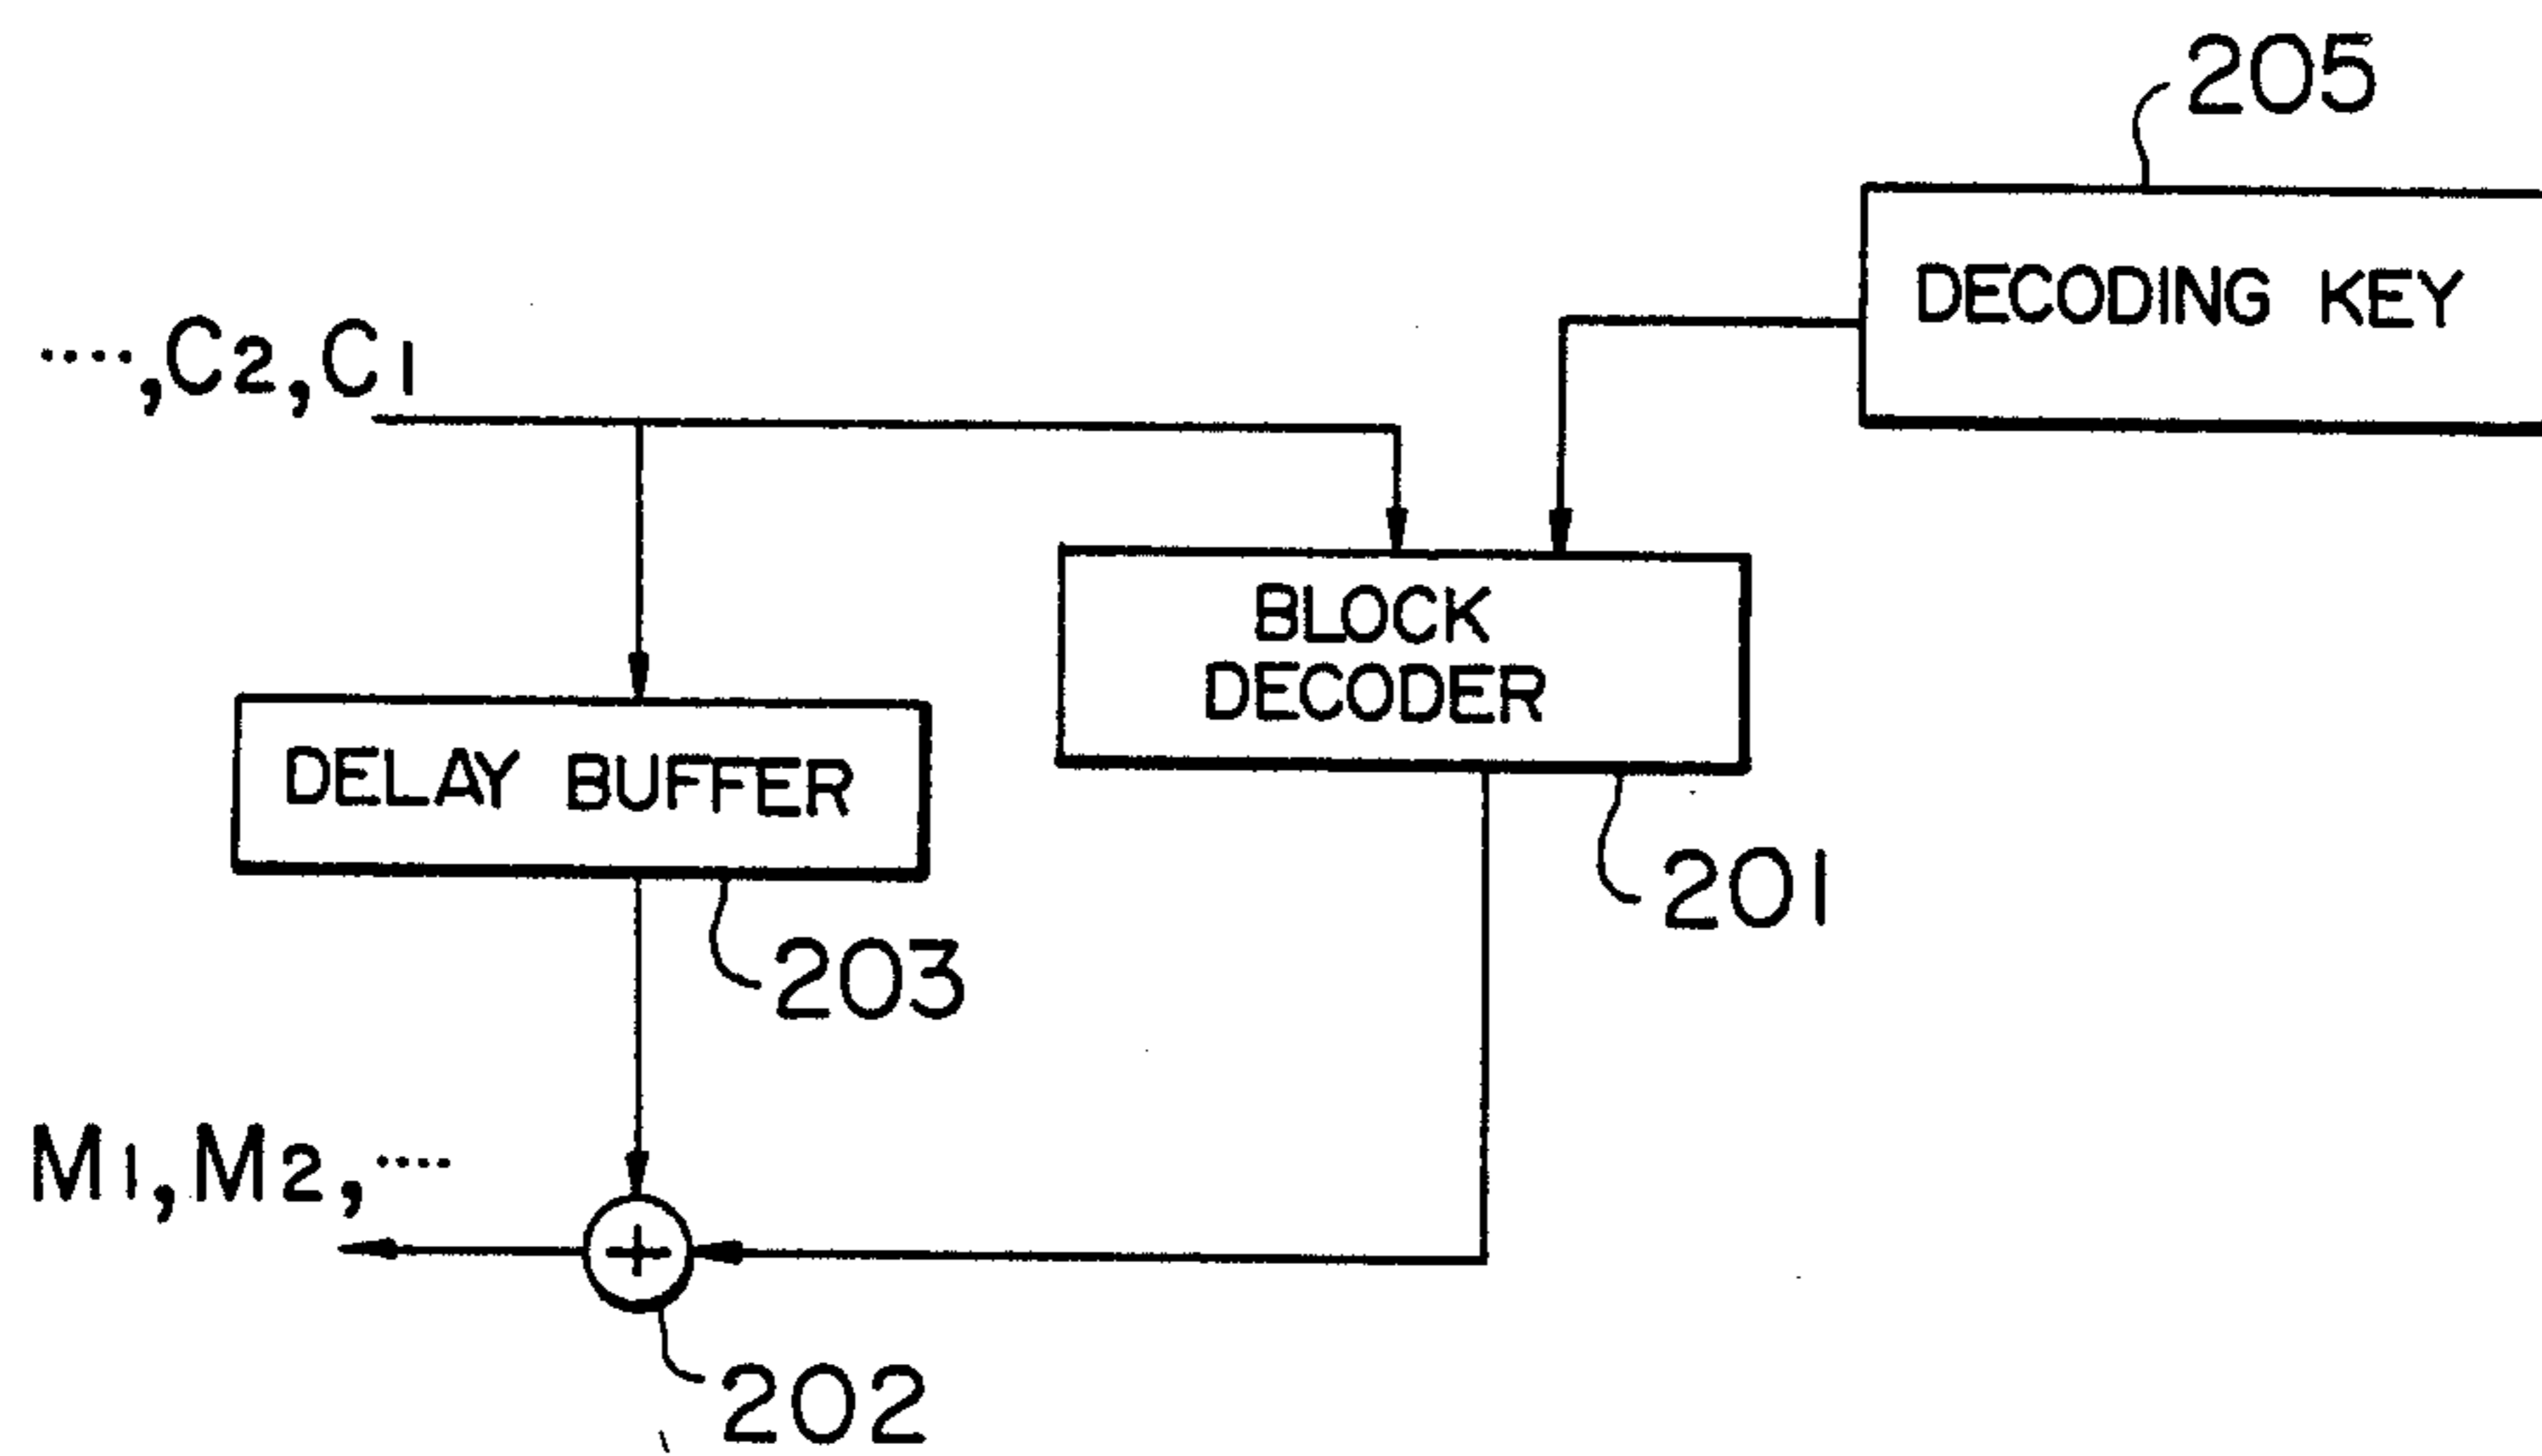 205
DECODING KEY
····,C2,C1
BLOCK
DECODER
DELAY BUFFER
201
203
M1,M2,····
+
202